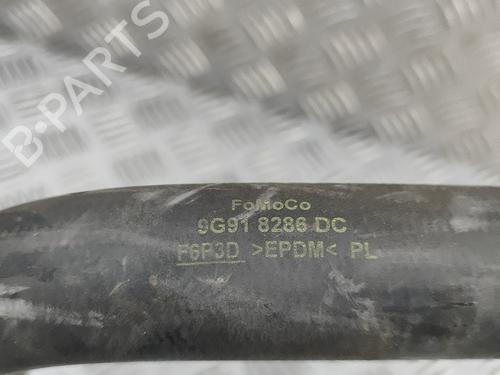 B-PARTS
FoMoCo
9G91 8286 DC
F6P3D >EPDM< PL